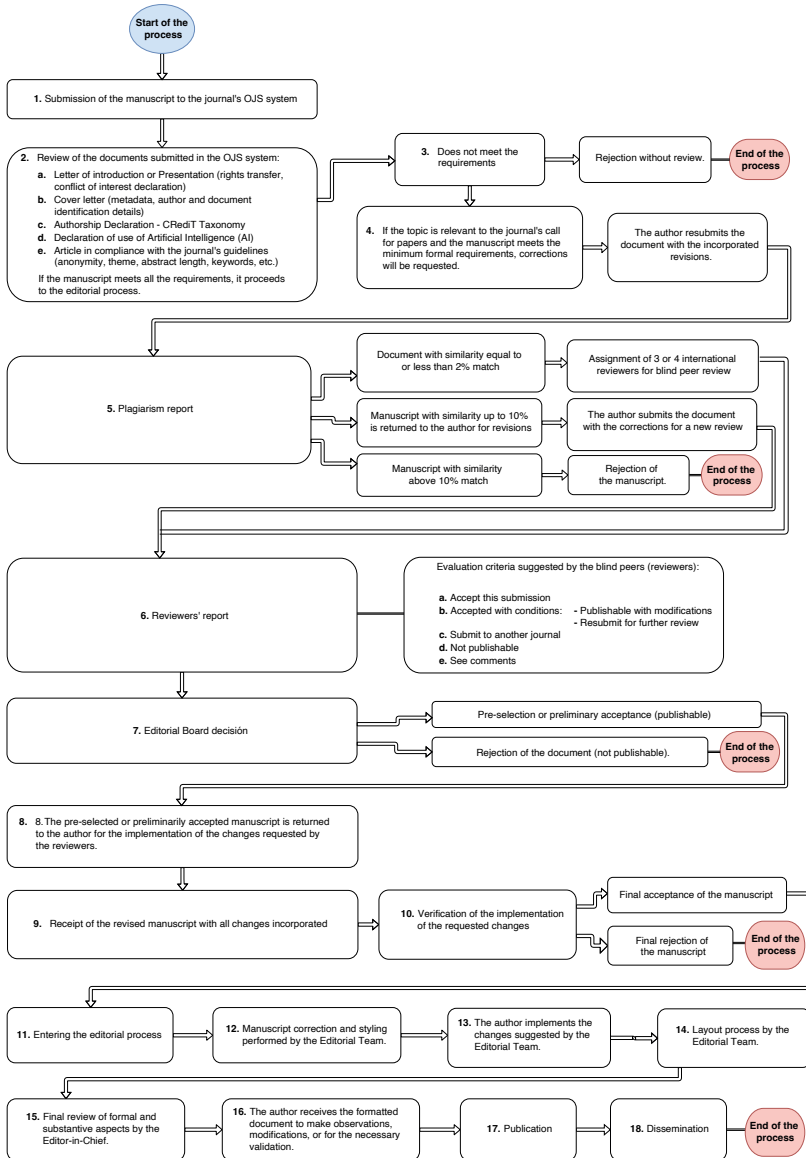 Start of the
process
1. Submission of the manuscript to the journal's OJS system
2. Review of the documents submitted in the OJS system:
a. Letter of introduction or Presentation (rights transfer,
conflict of interest declaration)
b. Cover letter (metadata, author and document
identification details)
c. Authorship Declaration - CRediT Taxonomy
d. Declaration of use of Artificial Intelligence (AI)
e. Article in compliance with the journal's guidelines
(anonymity, theme, abstract length, keywords, etc.)
If the manuscript meets all the requirements, it proceeds
to the editorial process.
3. Does not meet the
requirements
Rejection without review.
End of the
process
4. If the topic is relevant to the journal's call
for papers and the manuscript meets the
minimum formal requirements, corrections
will be requested.
The author resubmits the
document with the incorporated
revisions.
5. Plagiarism report
Document with similarity equal to
or less than 2% match
Assignment of 3 or 4 international
reviewers for blind peer review
Manuscript with similarity up to 10%
is returned to the author for revisions
The author submits the document
with the corrections for a new review
Manuscript with similarity
above 10% match
Rejection of
the manuscript.
End of the
process
6. Reviewers' report
Evaluation criteria suggested by the blind peers (reviewers):
a. Accept this submission
b. Accepted with conditions: - Publishable with modifications
- Resubmit for further review
c. Submit to another journal
d. Not publishable
e. See comments
7. Editorial Board decisión
Pre-selection or preliminary acceptance (publishable)
Rejection of the document (not publishable).
End of the
process
8. 8.The pre-selected or preliminarily accepted manuscript is returned
to the author for the implementation of the changes requested by
the reviewers.
9. Receipt of the revised manuscript with all changes incorporated
10. Verification of the implementation
of the requested changes
Final acceptance of the manuscript
Final rejection of
the manuscript
End of the
process
11. Entering the editorial process
12. Manuscript correction and styling
performed by the Editorial Team.
13. The author implements the
changes suggested by the
Editorial Team.
14. Layout process by the
Editorial Team.
15. Final review of formal and
substantive aspects by the
Editor-in-Chief.
16. The author receives the formatted
document to make observations,
modifications, or for the necessary
validation.
17. Publication
18. Dissemination
End of the
process